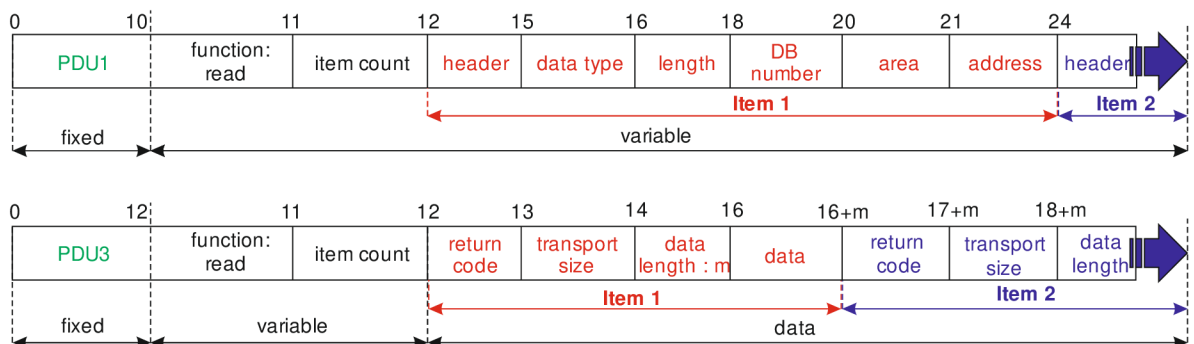 0 10 11 12 15 16 18 20 21 24
PDU1 function: read item count header data type length DB number area address header
Item 1 Item 2
fixed variable
0 12 11 12 13 14 16 16+m 17+m 18+m
PDU3 function: read item count return code transport size data length : m data return code transport size data length
Item 1 Item 2
fixed variable data